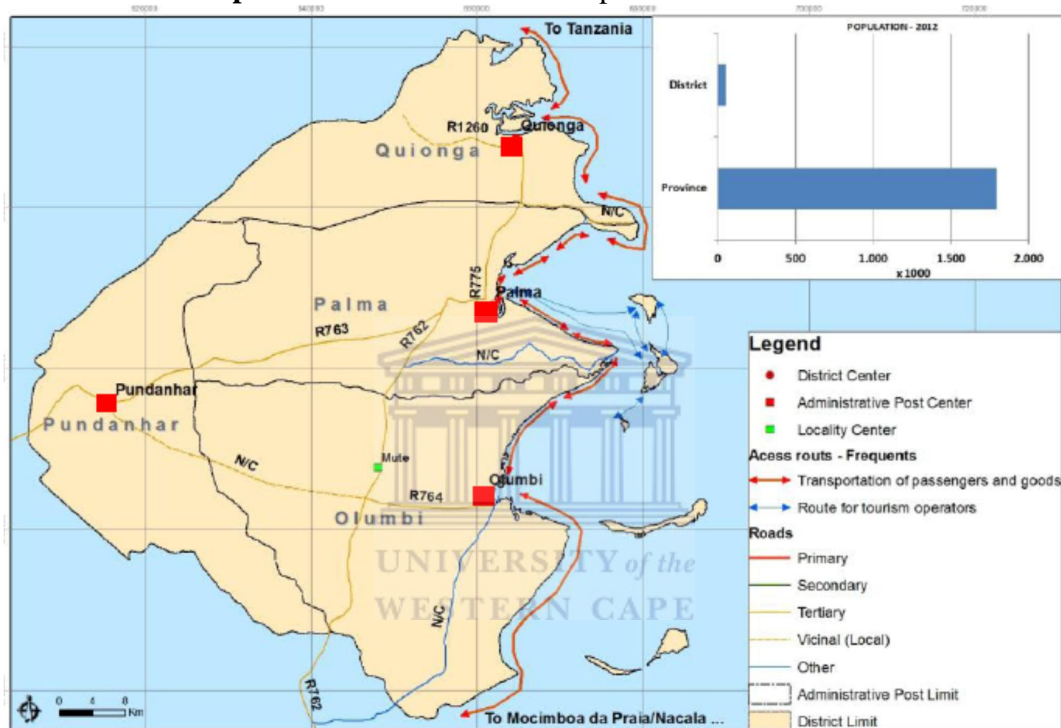 To Tanzania
POPULATION - 2012
District
Province
0 500 1.000 1.500 2.000
x 1000
R1260
Quionga
Quionga
N/C
R775
Palma
Palma
R763
R762
N/C
Pundanhar
Pundanhar
N/C
Mute
Olumbi
R764
Olumbi
N/C
R762
UNIVERSITY of the
WESTERN CAPE
To Mocimboa da Praia/Nacala ...
0 4 8
Km
Legend
District Center
Administrative Post Center
Locality Center
Acess routs - Frequents
Transportation of passengers and goods
Route for tourism operators
Roads
Primary
Secondary
Tertiary
Vicinal (Local)
Other
Administrative Post Limit
District Limit